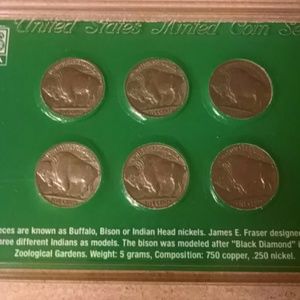 United States Minted Coin Se
eces are known as Buffalo, Bison or Indian Head nickels. James E. Fraser designe
hree different Indians as models. The bison was modeled after "Black Diamond"
Zoological Gardens. Weight: 5 grams, Composition: 750 copper, .250 nickel.